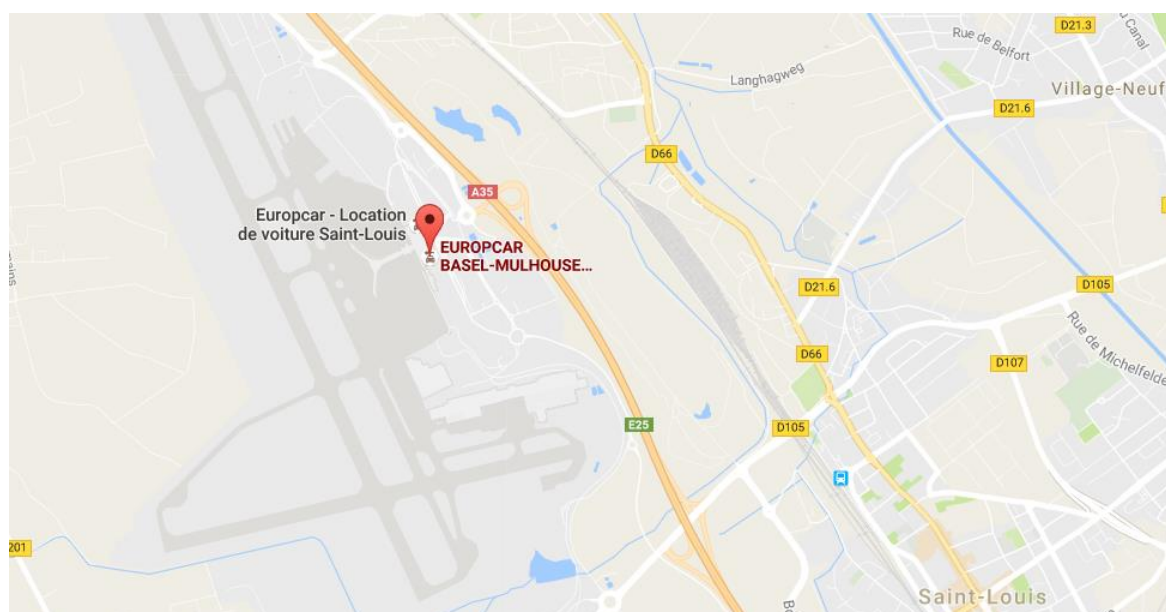 D21.3
Rue de Belfort
Langhagweg
Village-Neuf
D21.6
D66
A35
Europcar - Location
de voiture Saint-Louis
EUROPCAR
BASEL-MULHOUSE...
D21.6
D105
Rue de Michelfelde
D66
D107
E25
D105
201
Saint-Louis